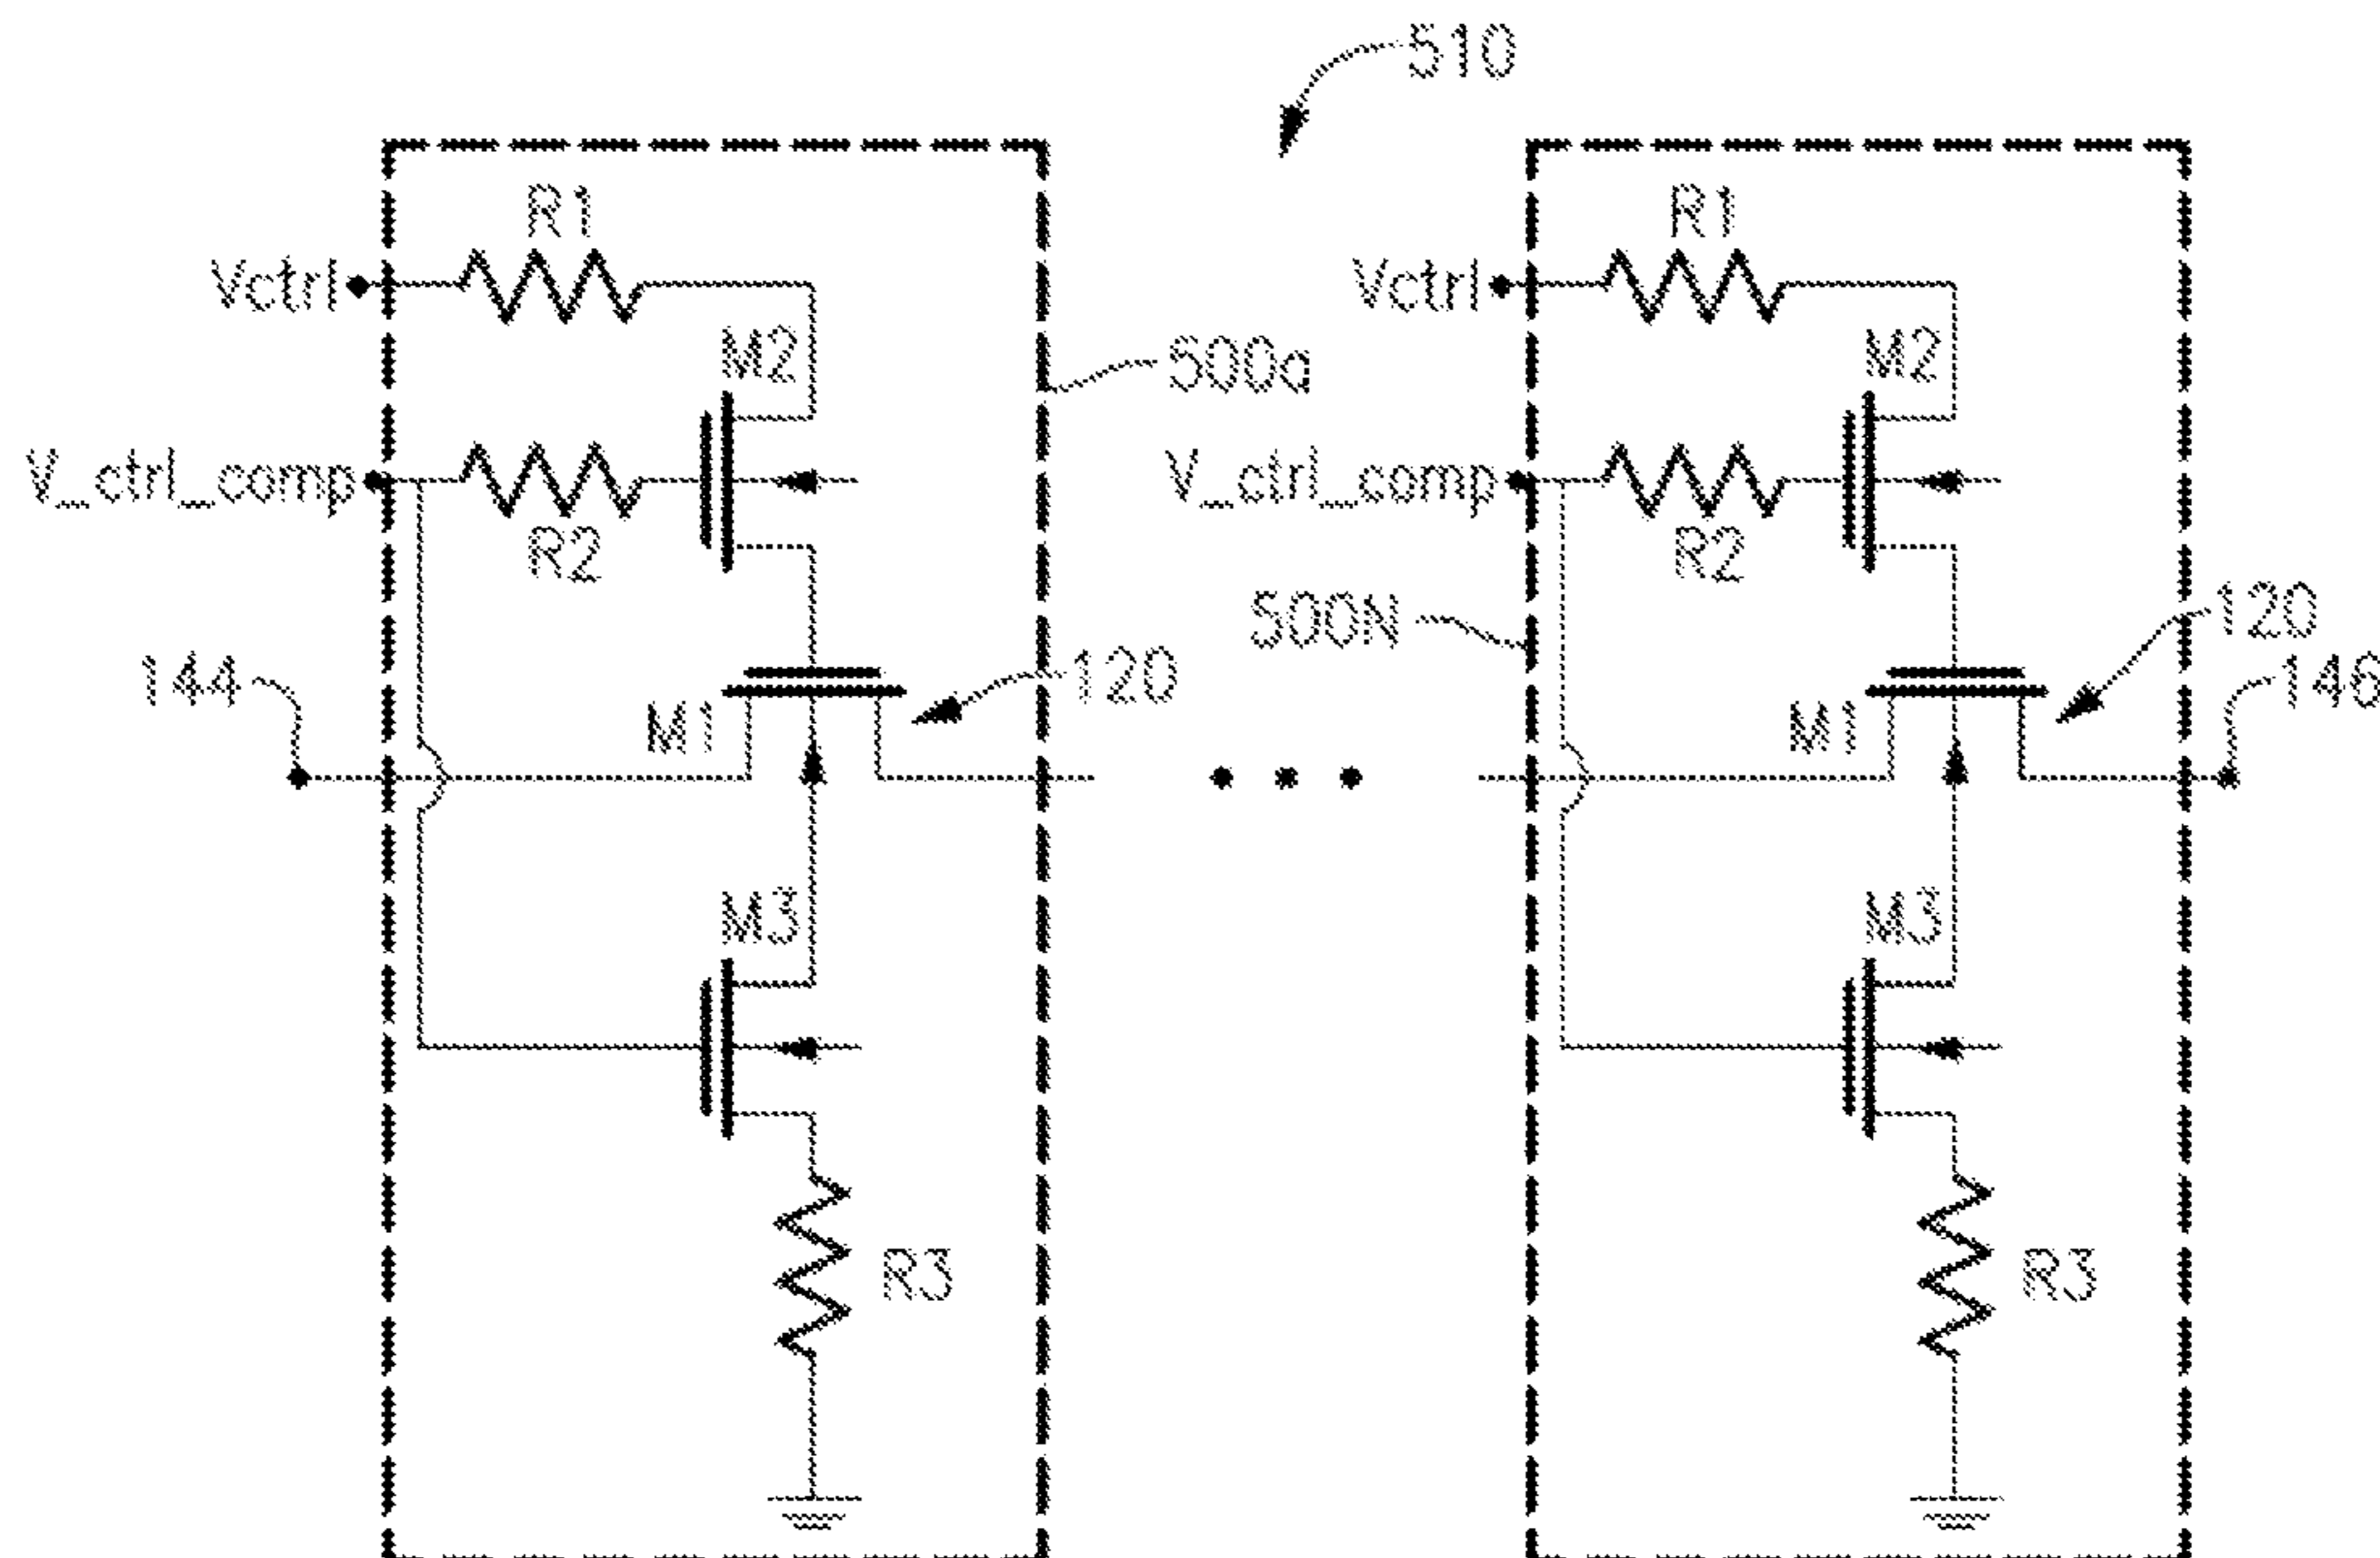 510
R1
R1
Vctrl
Vctrl
M2
M2
500a
V_ctrl_comp
V_ctrl_comp
R2
R2
500N
120
144
120
146
M1
M1
M3
M3
R3
R3